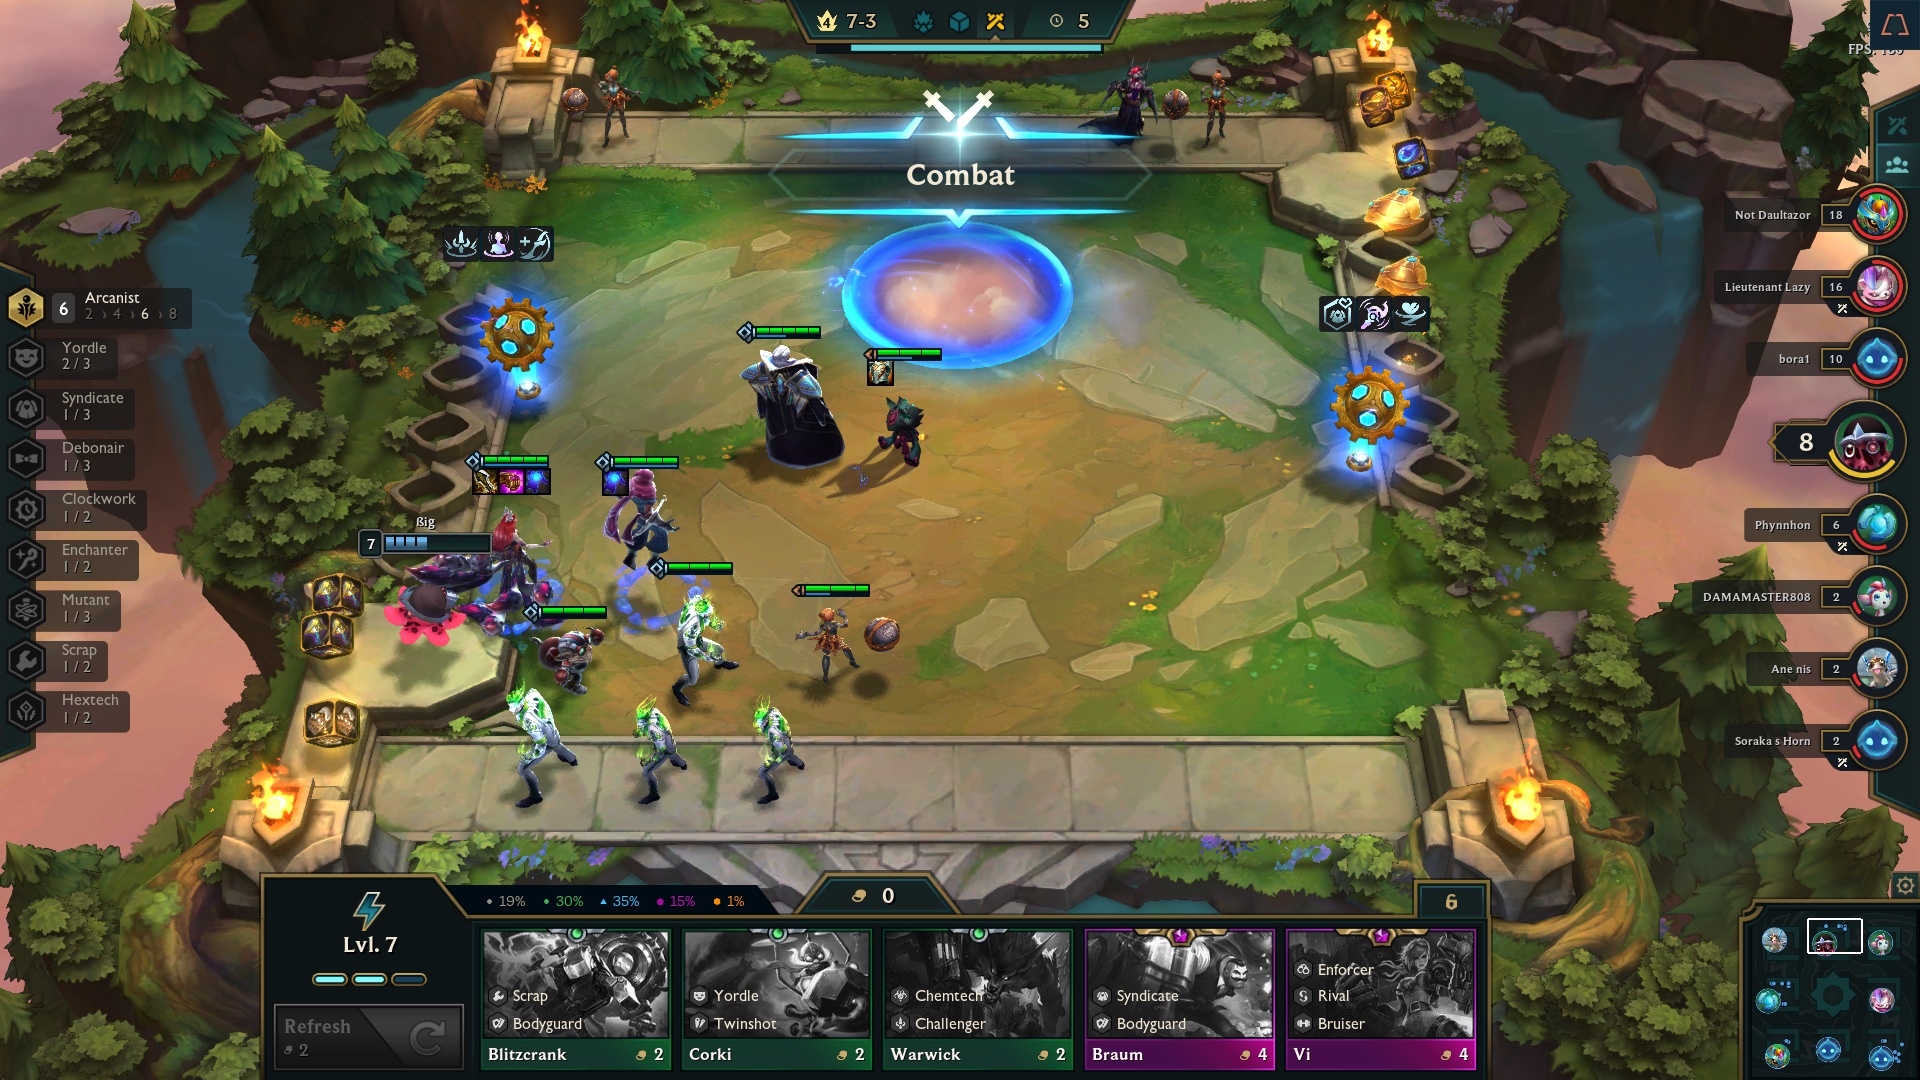 4 7-3 5
FPS:
Combat
6 Arcanist
2 › 4 › 6 › 8
Yordle
2 / 3
Syndicate
1 / 3
Debonair
1 / 3
Clockwork
1 / 2
Enchanter
1 / 2
Mutant
1 / 3
Scrap
1 / 2
Hextech
1 / 2
Not Daultazor 18
Lieutenant Lazy 16
bora1 10
8
Phynnhon 6
DAMAMASTER808 2
Ane nis 2
Soraka s Horn 2
ßig
7
19% 30% 35% 15% 1%
0
6
Lvl. 7
Refresh
2
Scrap
Bodyguard
Blitzcrank 2
Yordle
Twinshot
Corki 2
Chemtech
Challenger
Warwick 2
Syndicate
Bodyguard
Braum 4
Enforcer
Rival
Bruiser
Vi 4